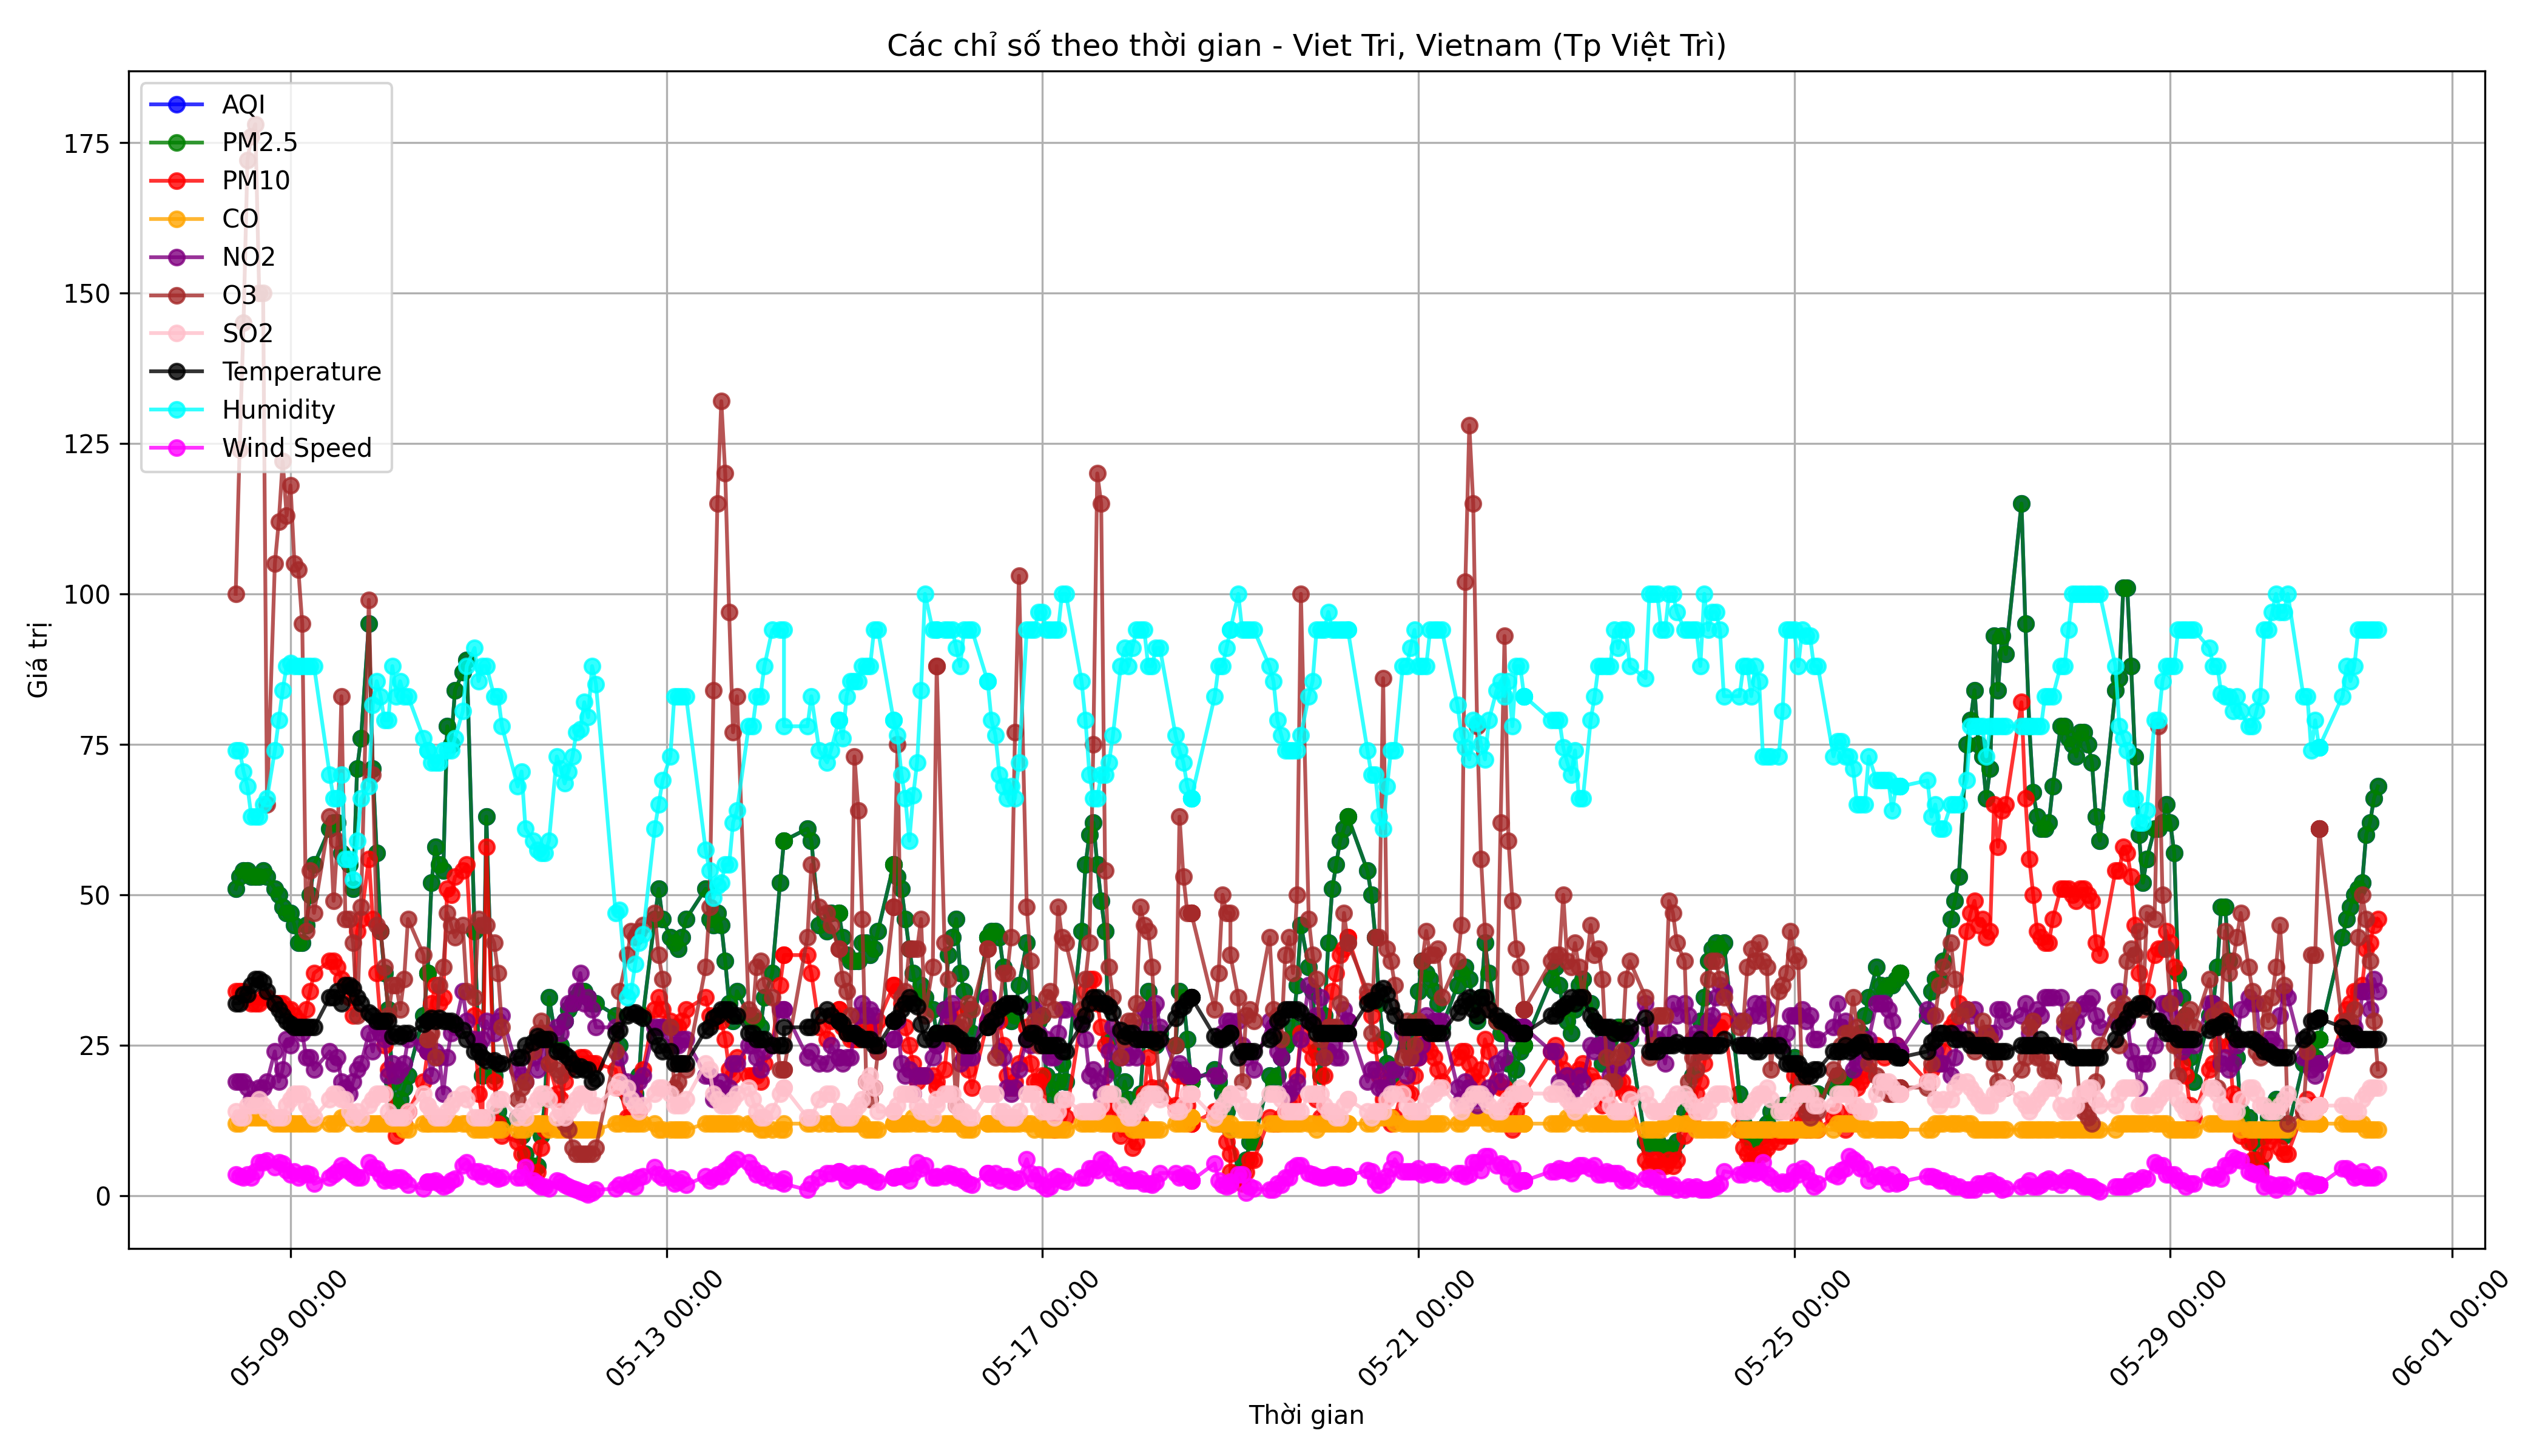 Các chỉ số theo thời gian - Viet Tri, Vietnam (Tp Việt Trì)
AQI
PM2.5
PM10
CO
NO2
O3
SO2
Temperature
Humidity
Wind Speed
Giá trị
175
150
125
100
75
50
25
0
05-09 00:00
05-13 00:00
05-17 00:00
05-21 00:00
05-25 00:00
05-29 00:00
06-01 00:00
Thời gian